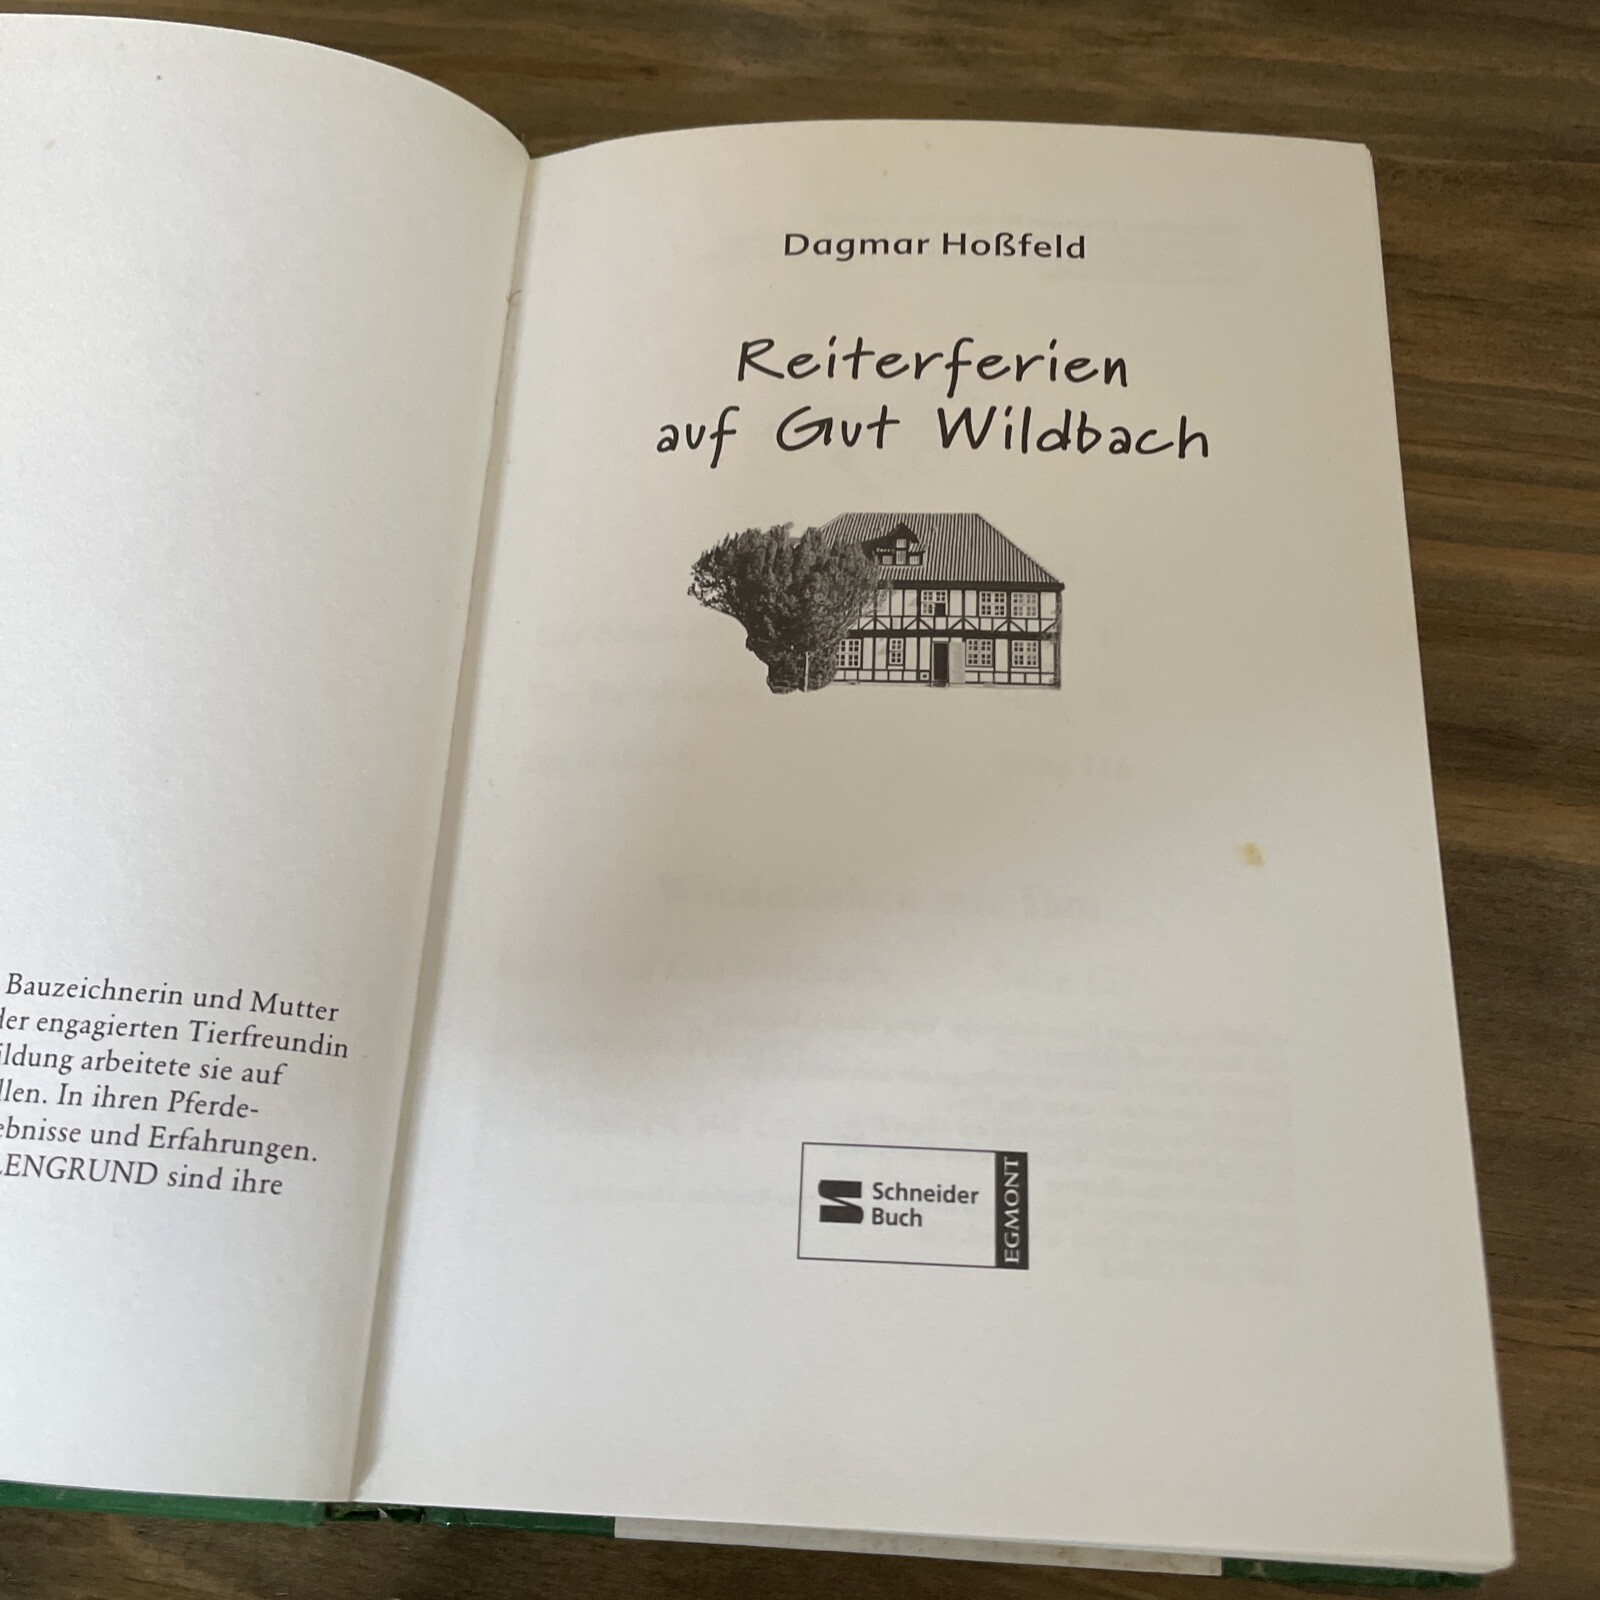 Bauzeichnerin und Mutter
der engagierten Tierfreundin
ildung arbeitete sie auf
llen. In ihren Pferde-
ebnisse und Erfahrungen.
LENGRUND sind ihre
Dagmar Hoßfeld
Reiterferien
auf Gut Wildbach
Schneider
Buch
EGMONT